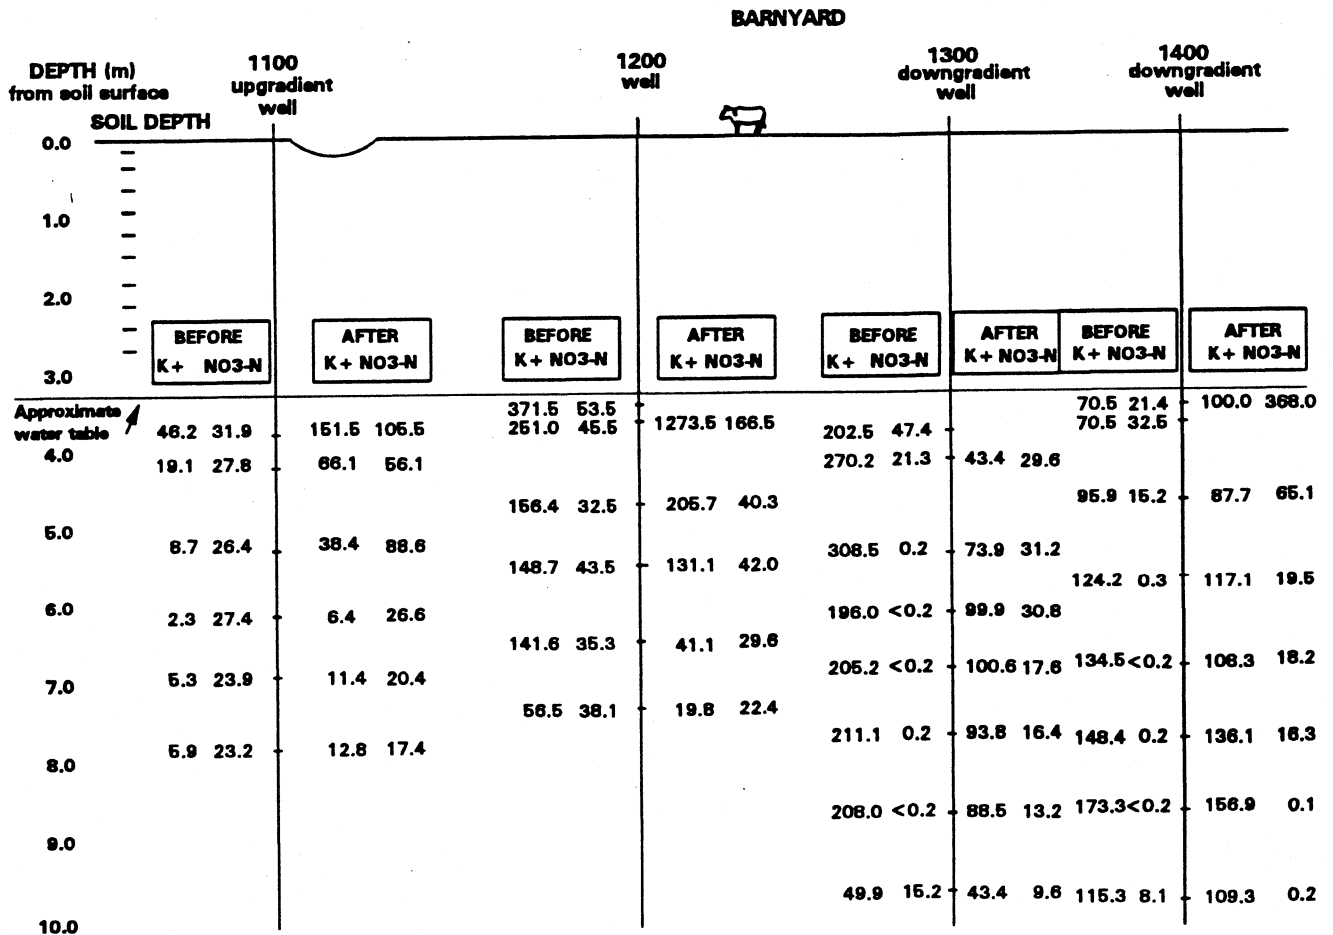 BARNYARD
DEPTH (m)
from soil surface
1100
upgradient
well
1200
well
1300
downgradient
well
1400
downgradient
well
SOIL DEPTH
0.0
1.0
2.0
3.0
BEFORE
K+ NO3-N
AFTER
K+ NO3-N
BEFORE
K+ NO3-N
AFTER
K+ NO3-N
BEFORE
K+ NO3-N
AFTER
K+ NO3-N
BEFORE
K+ NO3-N
AFTER
K+ NO3-N
Approximate
water table
371.5 53.5 70.5 21.4 100.0 368.0
46.2 31.9 151.5 105.5 251.0 45.5 1273.5 166.5 202.5 47.4 70.5 32.5
4.0
19.1 27.8 66.1 56.1 270.2 21.3 43.4 29.6
156.4 32.5 205.7 40.3 95.9 15.2 87.7 65.1
5.0
8.7 26.4 38.4 88.6 308.5 0.2 73.9 31.2
148.7 43.5 131.1 42.0 124.2 0.3 117.1 19.5
6.0
2.3 27.4 6.4 26.6 196.0 <0.2 99.9 30.8
141.6 35.3 41.1 29.6 205.2 <0.2 100.6 17.6 134.5 <0.2 108.3 18.2
7.0
5.3 23.9 11.4 20.4
56.5 38.1 19.8 22.4
211.1 0.2 93.8 16.4 148.4 0.2 136.1 16.3
5.9 23.2 12.8 17.4
8.0
208.0 <0.2 88.5 13.2 173.3 <0.2 156.9 0.1
9.0
49.9 15.2 43.4 9.6 115.3 8.1 109.3 0.2
10.0